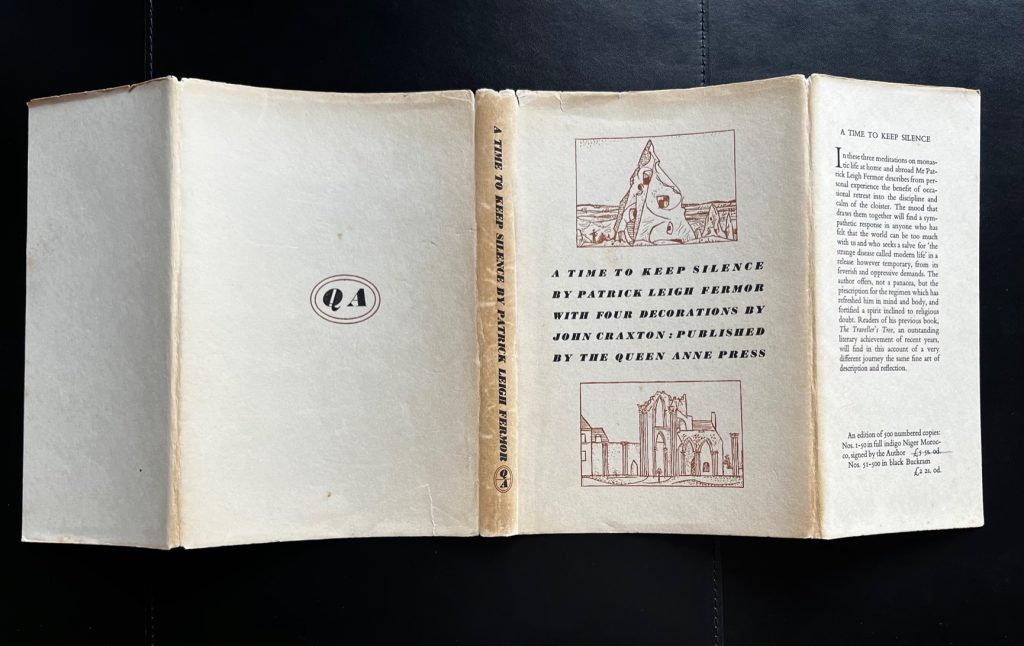 QA
A TIME TO KEEP SILENCE BY PATRICK LEIGH FERMOR
QA
A TIME TO KEEP SILENCE
BY PATRICK LEIGH FERMOR
WITH FOUR DECORATIONS BY
JOHN CRAXTON: PUBLISHED
BY THE QUEEN ANNE PRESS
A TIME TO KEEP SILENCE
In these three meditations on monas-
tic life at home and abroad Mr Pat-
rick Leigh Fermor describes from per-
sonal experience the benefit of occa-
sional retreat into the discipline and
calm of the cloister. The mood that
draws them together will find a sym-
pathetic response in anyone who has
felt that the world can be too much
with us and who seeks a salve for 'the
strange disease called modern life' in a
release however temporary, from its
feverish and oppressive demands. The
author offers, not a panacea, but the
prescription for the regimen which has
refreshed him in mind and body, and
fortified a spirit inclined to religious
doubt. Readers of his previous book,
The Traveller's Tree, an outstanding
literary achievement of recent years,
will find in this account of a very
different journey the same fine art of
description and reflection.
An edition of 500 numbered copies:
Nos. 1-50 in full indigo Niger Moroc-
co, signed by the Author £5 5s. od.
Nos. 51-500 in black Buckram
£2 2s. od.